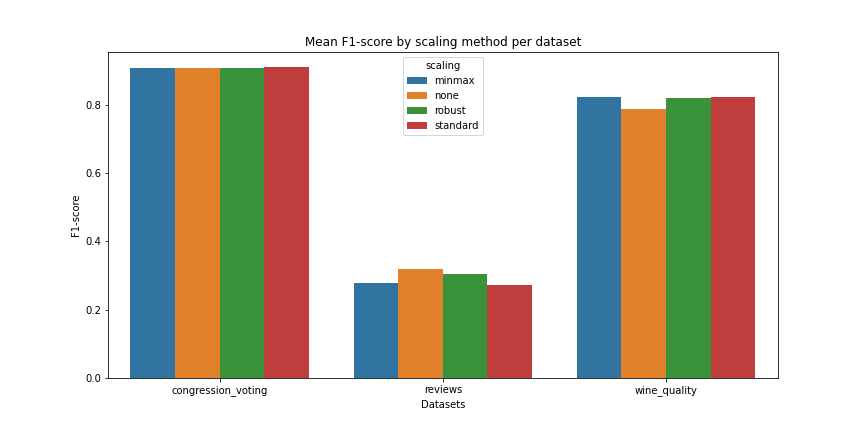 Mean F1-score by scaling method per dataset
scaling
minmax
none
robust
standard
F1-score
0.8
0.6
0.4
0.2
0.0
congression_voting
reviews
wine_quality
Datasets